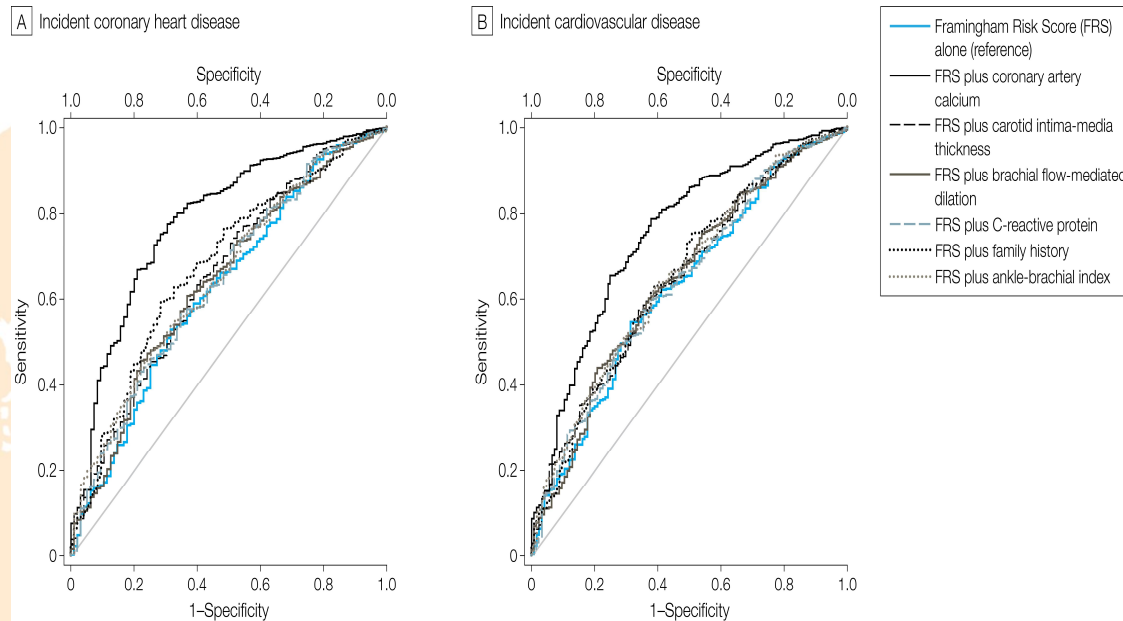 A Incident coronary heart disease
Specificity
1.0 0.8 0.6 0.4 0.2 0.0
1.0
0.8
0.6
0.4
0.2
0
Sensitivity
0 0.2 0.4 0.6 0.8 1.0
1–Specificity
B Incident cardiovascular disease
Specificity
1.0 0.8 0.6 0.4 0.2 0.0
1.0
0.8
0.6
0.4
0.2
0
Sensitivity
0 0.2 0.4 0.6 0.8 1.0
1–Specificity
Framingham Risk Score (FRS)
alone (reference)
FRS plus coronary artery
calcium
FRS plus carotid intima-media
thickness
FRS plus brachial flow-mediated
dilation
FRS plus C-reactive protein
FRS plus family history
FRS plus ankle-brachial index